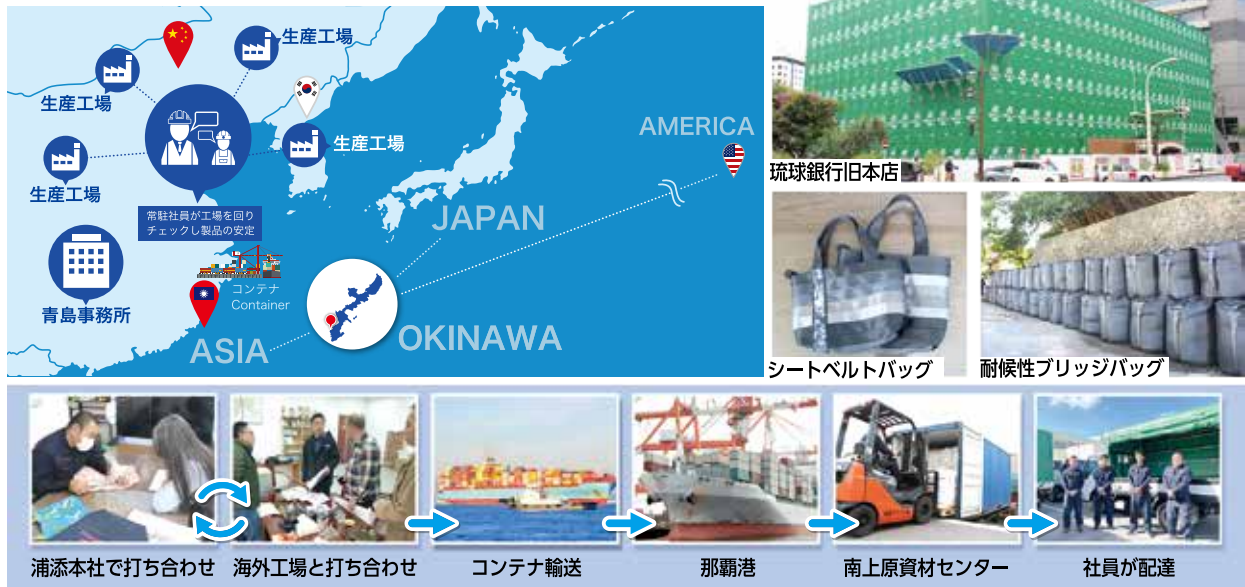 生産工場
生産工場
生産工場
生産工場
常駐社員が工場を回り
チェックし製品の安定
青島事務所
コンテナ
Container
ASIA
JAPAN
OKINAWA
AMERICA
琉球銀行旧本店
シートベルトバッグ
耐候性ブリッジバッグ
浦添本社で打ち合わせ
海外工場と打ち合わせ
コンテナ輸送
那覇港
南上原資材センター
社員が配達